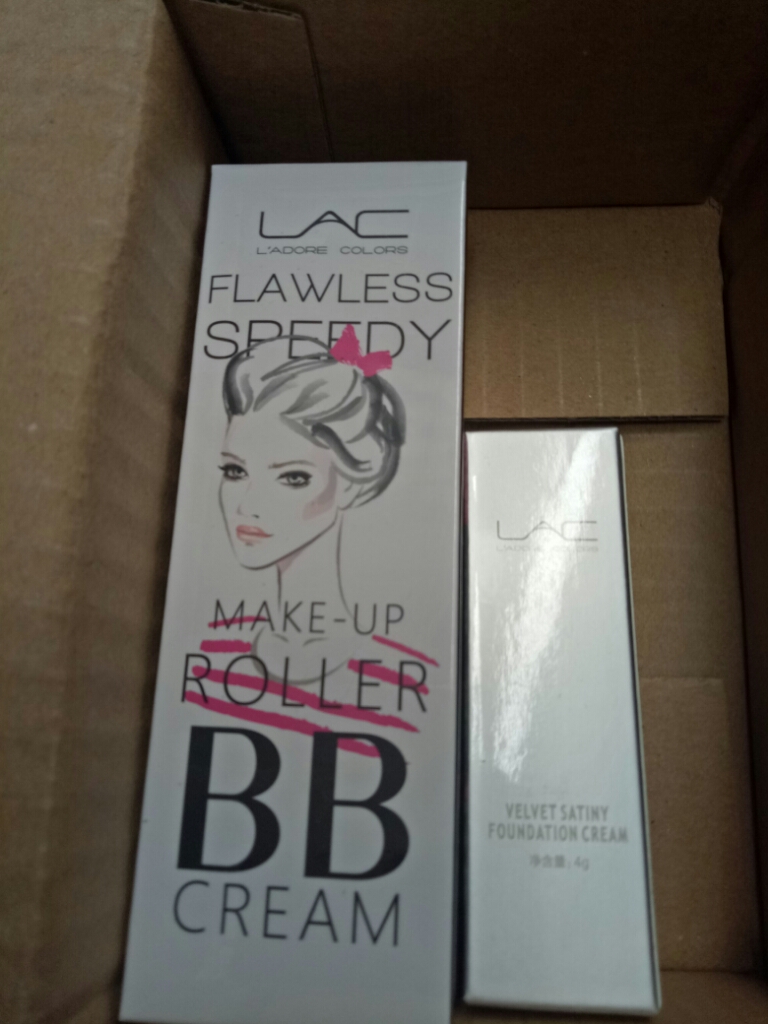 LAC
L'ADORE COLORS
FLAWLESS
SPEEDY
MAKE-UP
ROLLER
BB
CREAM
LAC
L'ADORE COLORS
VELVET SATINY
FOUNDATION CREAM
净含量: 4g